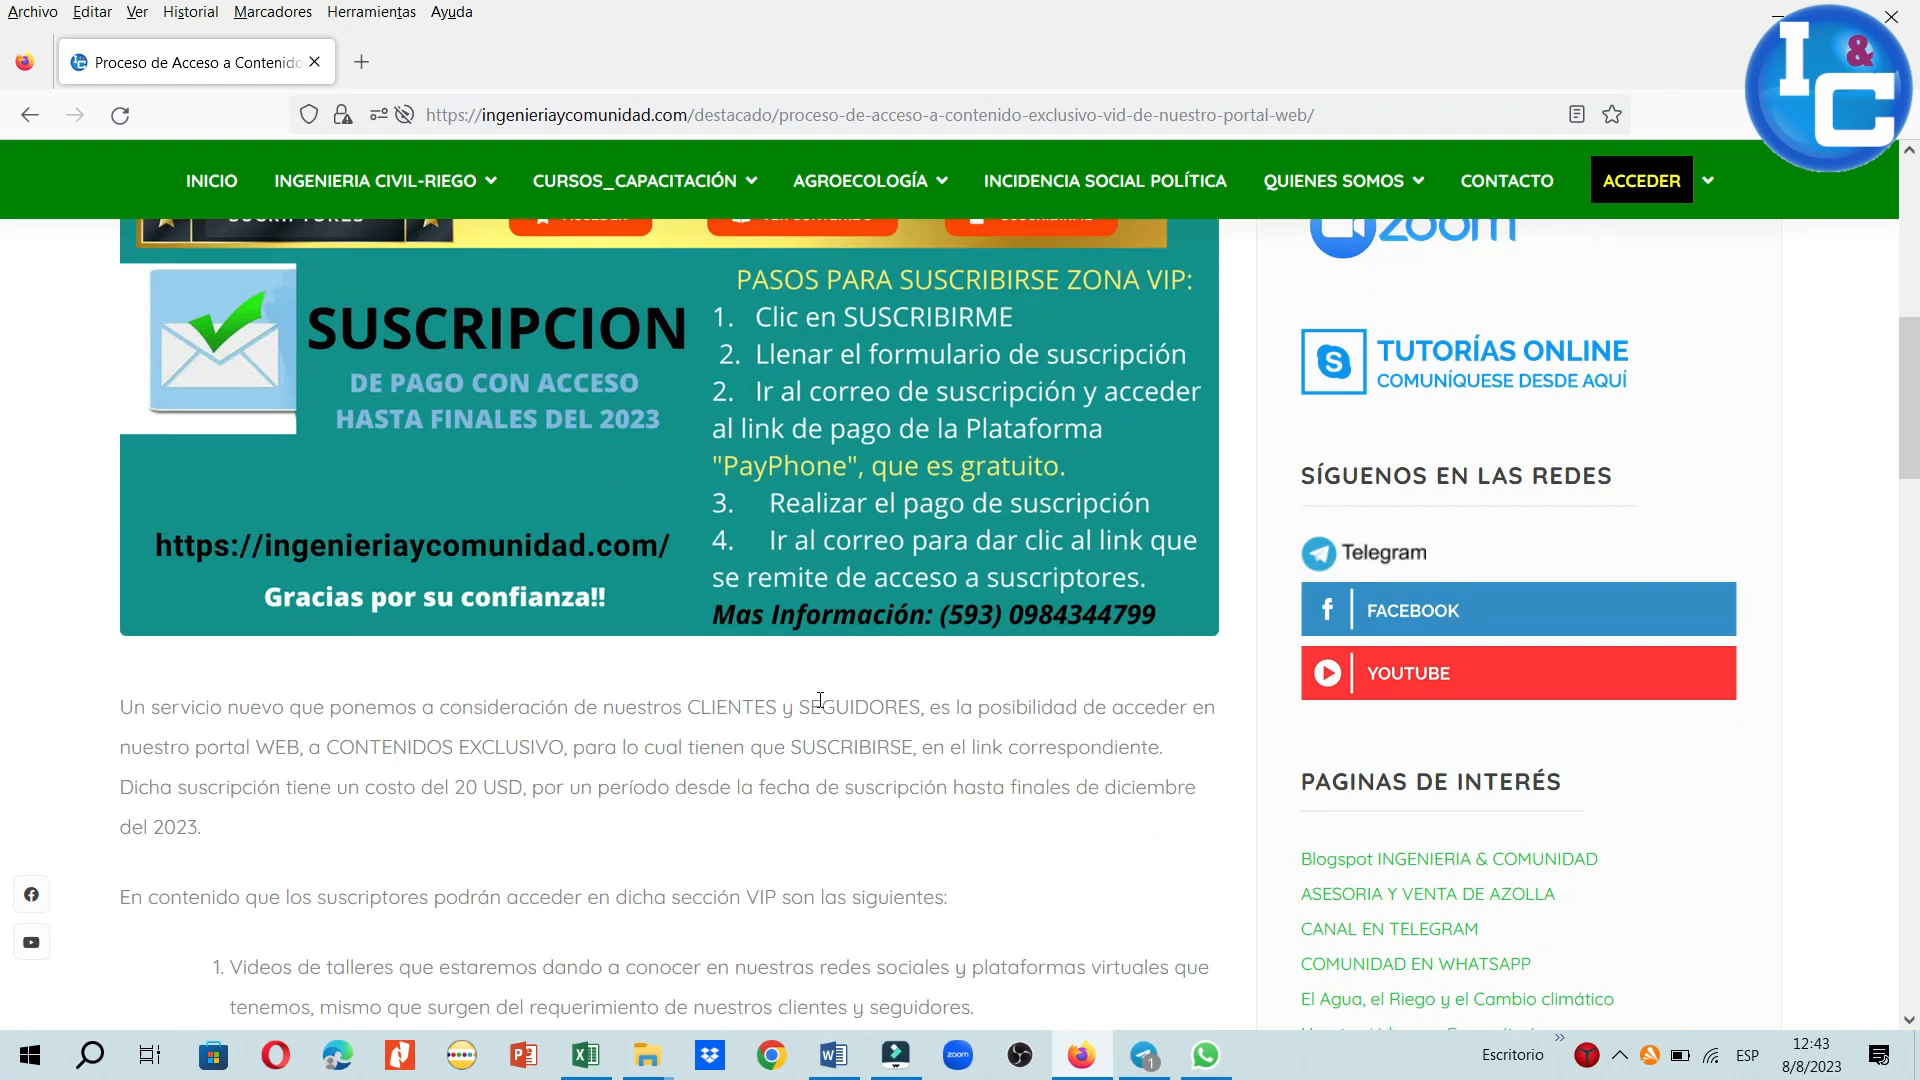 Archivo Editar Ver Historial Marcadores Herramientas Ayuda
Proceso de Acceso a Contenido
https://ingenieriaycomunidad.com/destacado/proceso-de-acceso-a-contenido-exclusivo-vid-de-nuestro-portal-web/
I & C
INICIO INGENIERIA CIVIL-RIEGO CURSOS_CAPACITACIÓN AGROECOLOGÍA INCIDENCIA SOCIAL POLÍTICA QUIENES SOMOS CONTACTO ACCEDER
SUSCRIPCION
DE PAGO CON ACCESO
HASTA FINALES DEL 2023
https://ingenieriaycomunidad.com/
Gracias por su confianza!!
PASOS PARA SUSCRIBIRSE ZONA VIP:
1. Clic en SUSCRIBIRME
2. Llenar el formulario de suscripción
2. Ir al correo de suscripción y acceder
al link de pago de la Plataforma
"PayPhone", que es gratuito.
3. Realizar el pago de suscripción
4. Ir al correo para dar clic al link que
se remite de acceso a suscriptores.
Mas Información: (593) 0984344799
Un servicio nuevo que ponemos a consideración de nuestros CLIENTES y SEGUIDORES, es la posibilidad de acceder en
nuestro portal WEB, a CONTENIDOS EXCLUSIVO, para lo cual tienen que SUSCRIBIRSE, en el link correspondiente.
Dicha suscripción tiene un costo del 20 USD, por un período desde la fecha de suscripción hasta finales de diciembre
del 2023.
En contenido que los suscriptores podrán acceder en dicha sección VIP son las siguientes:
1. Videos de talleres que estaremos dando a conocer en nuestras redes sociales y plataformas virtuales que
tenemos, mismo que surgen del requerimiento de nuestros clientes y seguidores.
zoom
TUTORÍAS ONLINE
COMUNÍQUESE DESDE AQUÍ
SÍGUENOS EN LAS REDES
Telegram
FACEBOOK
YOUTUBE
PAGINAS DE INTERÉS
Blogspot INGENIERIA & COMUNIDAD
ASESORIA Y VENTA DE AZOLLA
CANAL EN TELEGRAM
COMUNIDAD EN WHATSAPP
El Agua, el Riego y el Cambio climático
zoom
1
Escritorio
ESP
12:43
8/8/2023